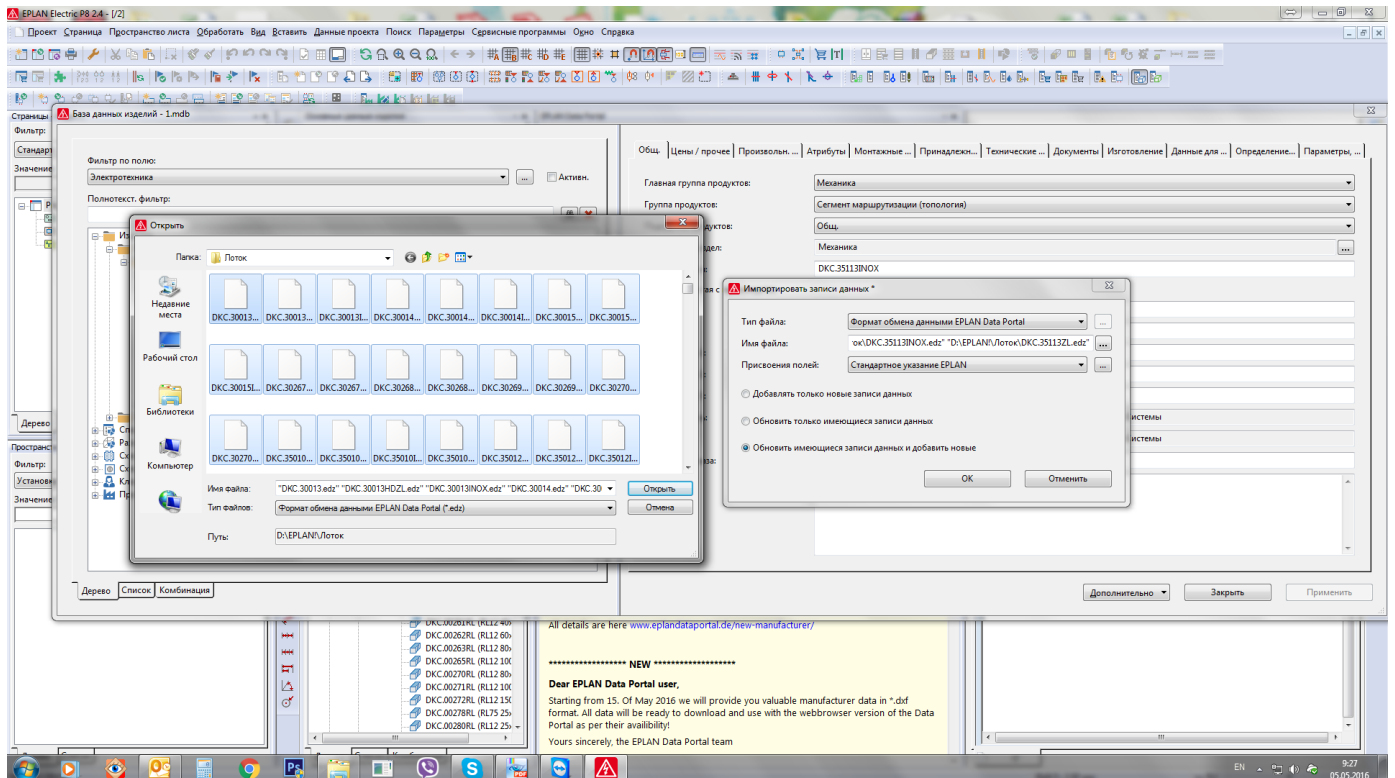 EPLAN Electric P8 2.4 - [/2]
Проект Страница Пространство листа Обработать Вид Вставить Данные проекта Поиск Параметры Сервисные программы Окно Справка
Страницы
База данных изделий - 1.mdb
Фильтр:
Стандарт
Значение
Фильтр по полю:
Электротехника
... Активн.
Полнотекст. фильтр:
Общ. Цены / прочее Произвольн. ... Атрибуты Монтажные ... Принадлежн... Технические ... Документы Изготовление Данные для ... Определение... Параметры, ...
Главная группа продуктов:
Механика
Группа продуктов:
Сегмент маршрутизации (топология)
Общ.
Механика
...
DKC.35113INOX
Открыть
Папка:
Лоток
Недавние места
Рабочий стол
Библиотеки
Компьютер
DKC.30013... DKC.30013... DKC.30013I... DKC.30014... DKC.30014... DKC.30014I... DKC.30015... DKC.30015...
DKC.30015I... DKC.30267... DKC.30267... DKC.30268... DKC.30268... DKC.30269... DKC.30269... DKC.30270...
DKC.30270... DKC.35010... DKC.35010... DKC.35010I... DKC.35010... DKC.35012... DKC.35012... DKC.35012I...
Имя файла:
"DKC.30013.edz" "DKC.30013HDZL.edz" "DKC.30013INOX.edz" "DKC.30014.edz" "DKC.30
Открыть
Тип файлов:
Формат обмена данными EPLAN Data Portal (*.edz)
Отмена
Путь:
D:\EPLAN!\Лоток
Импортировать записи данных *
Тип файла:
Формат обмена данными EPLAN Data Portal
...
Имя файла:
ок\DKC.35113INOX.edz" "D:\EPLAN!\Лоток\DKC.35113ZL.edz"
...
Присвоения полей:
Стандартное указание EPLAN
...
Добавлять только новые записи данных
Обновить только имеющиеся записи данных
Обновить имеющиеся записи данных и добавить новые
OK Отменить
Дерево
Фильтр:
Значение
Дерево Список Комбинация
Дополнительно Закрыть Применить
DKC.00262RL (RL12 60
DKC.00263RL (RL12 80
DKC.00265RL (RL12 100
DKC.00270RL (RL12 80
DKC.00271RL (RL12 100
DKC.00272RL (RL12 150
DKC.00278RL (RL75 25
DKC.00280RL (RL12 25
All details are here www.eplandataportal.de/new-manufacturer/
****************** NEW *******************
Dear EPLAN Data Portal user,
Starting from 15. Of May 2016 we will provide you valuable manufacturer data in *.dxf
format. All data will be ready to download and use with the webbrowser version of the Data
Portal as per their availibility!
Yours sincerely, the EPLAN Data Portal team
EN
9:27
05.05.2016